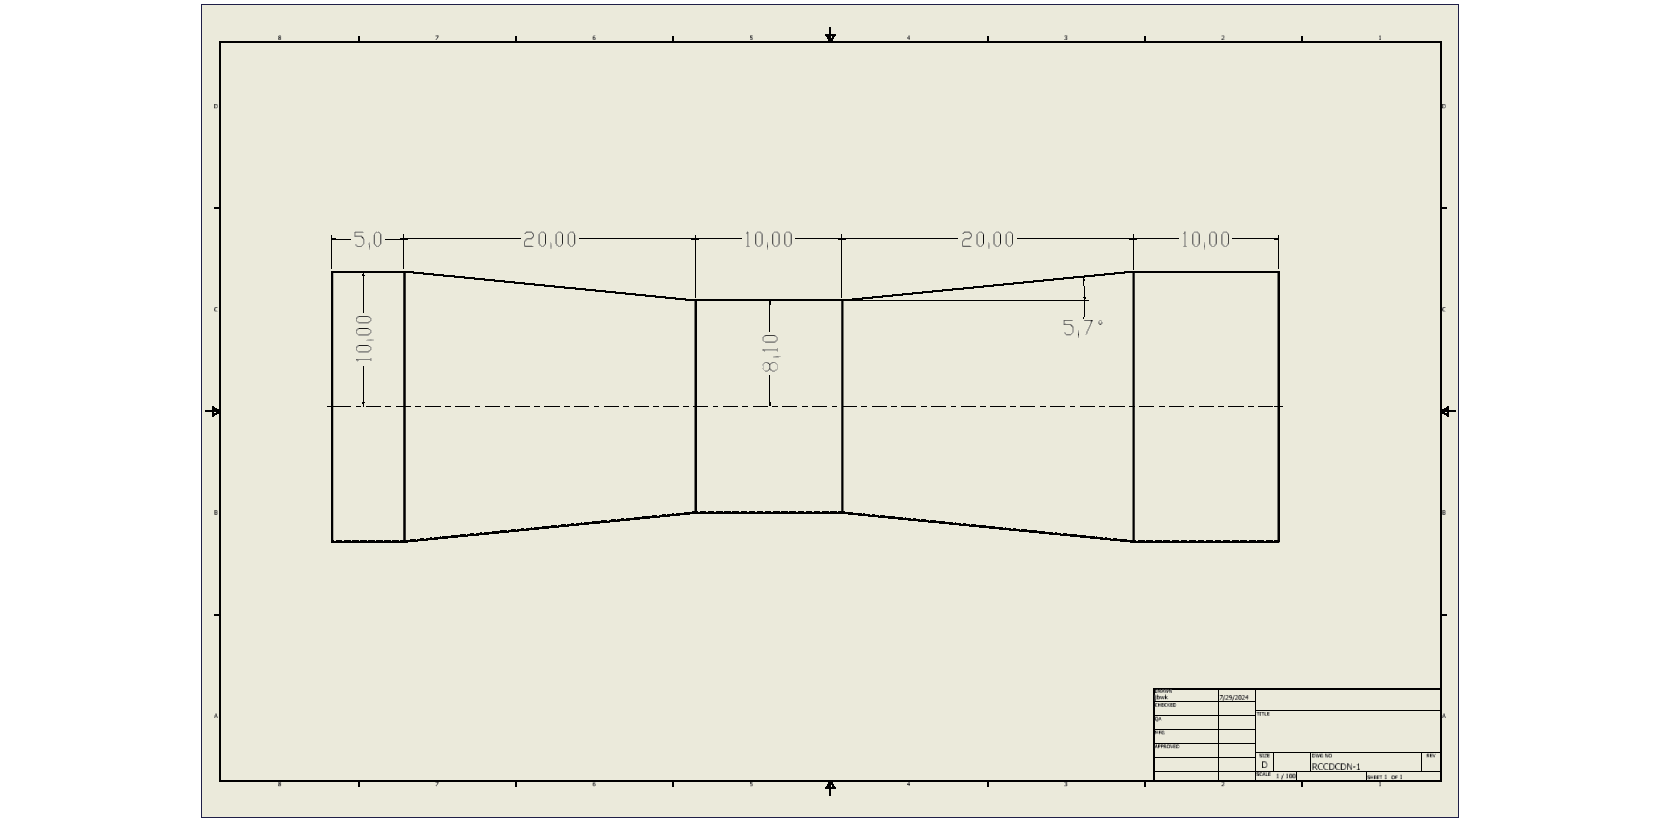 8 7 6 5 4 3 2 1
D D
5,0 20,00 10,00 20,00 10,00
C C
10,00
8,10
5,7°
B B
A A
DRAWN
7/29/2024
CHECKED
TITLE
QA
MFG
APPROVED
SIZE
D
DWG NO
RCCDCDN-1
REV
SCALE 1 / 100
SHEET 1 OF 1
8 7 6 5 4 3 2 1